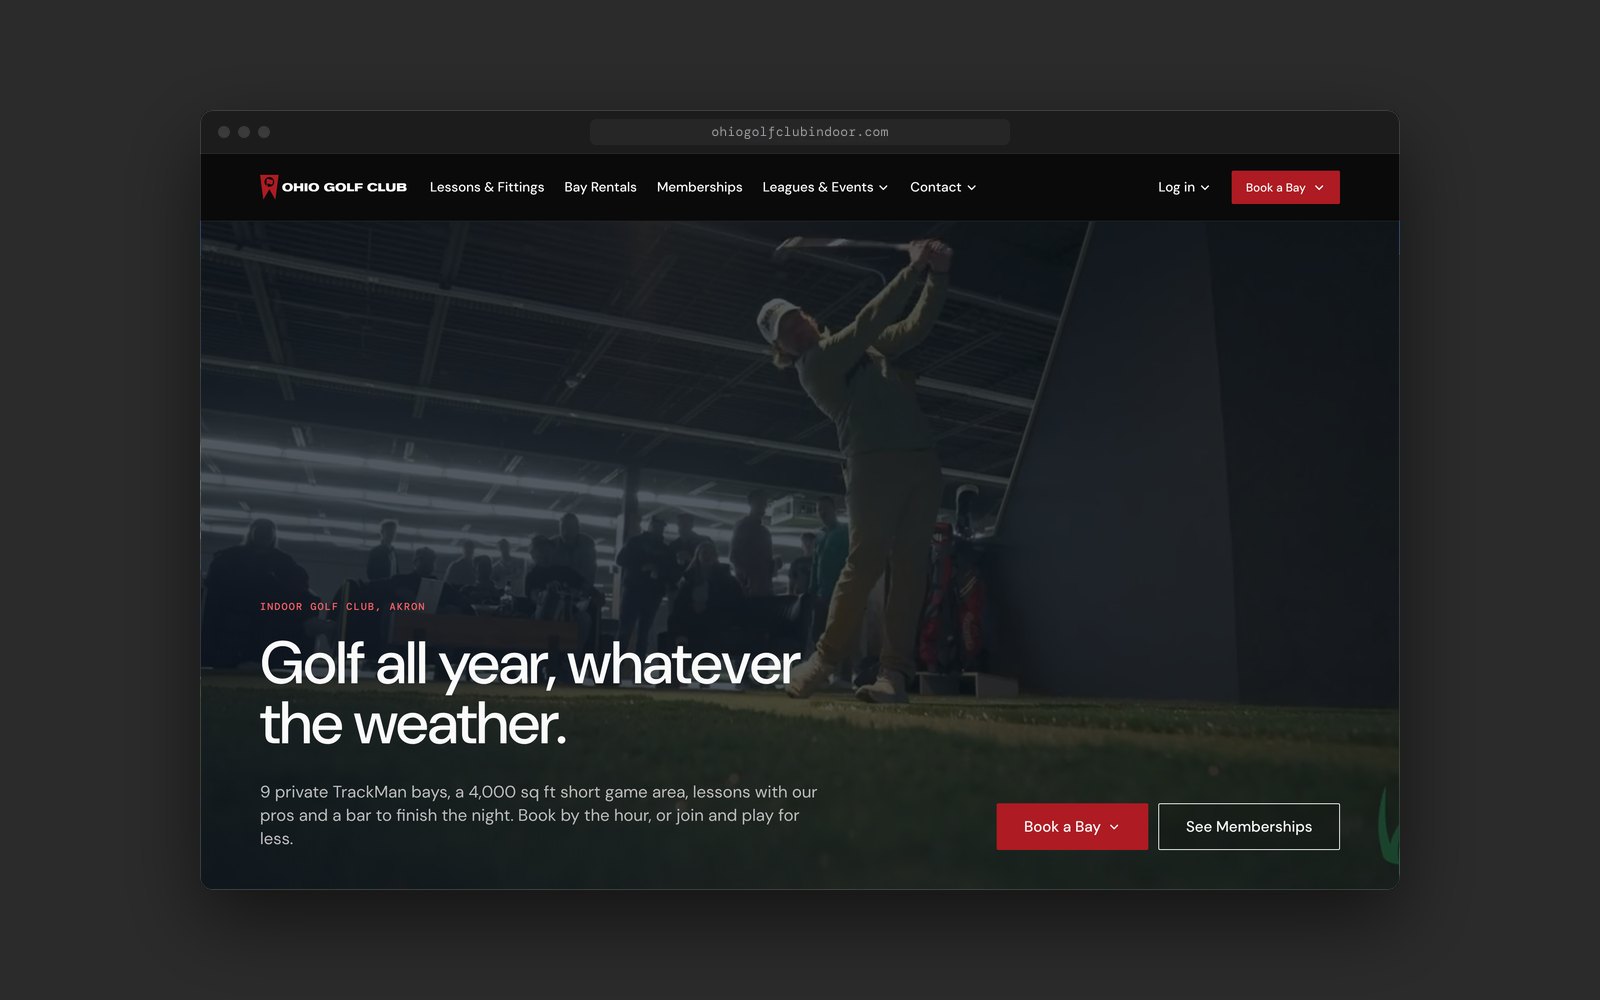 ohiogolfclubindoor.com
OHIO GOLF CLUB Lessons & Fittings Bay Rentals Memberships Leagues & Events Contact Log in Book a Bay
INDOOR GOLF CLUB, AKRON
Golf all year, whatever
the weather.
9 private TrackMan bays, a 4,000 sq ft short game area, lessons with our
pros and a bar to finish the night. Book by the hour, or join and play for
less.
Book a Bay See Memberships